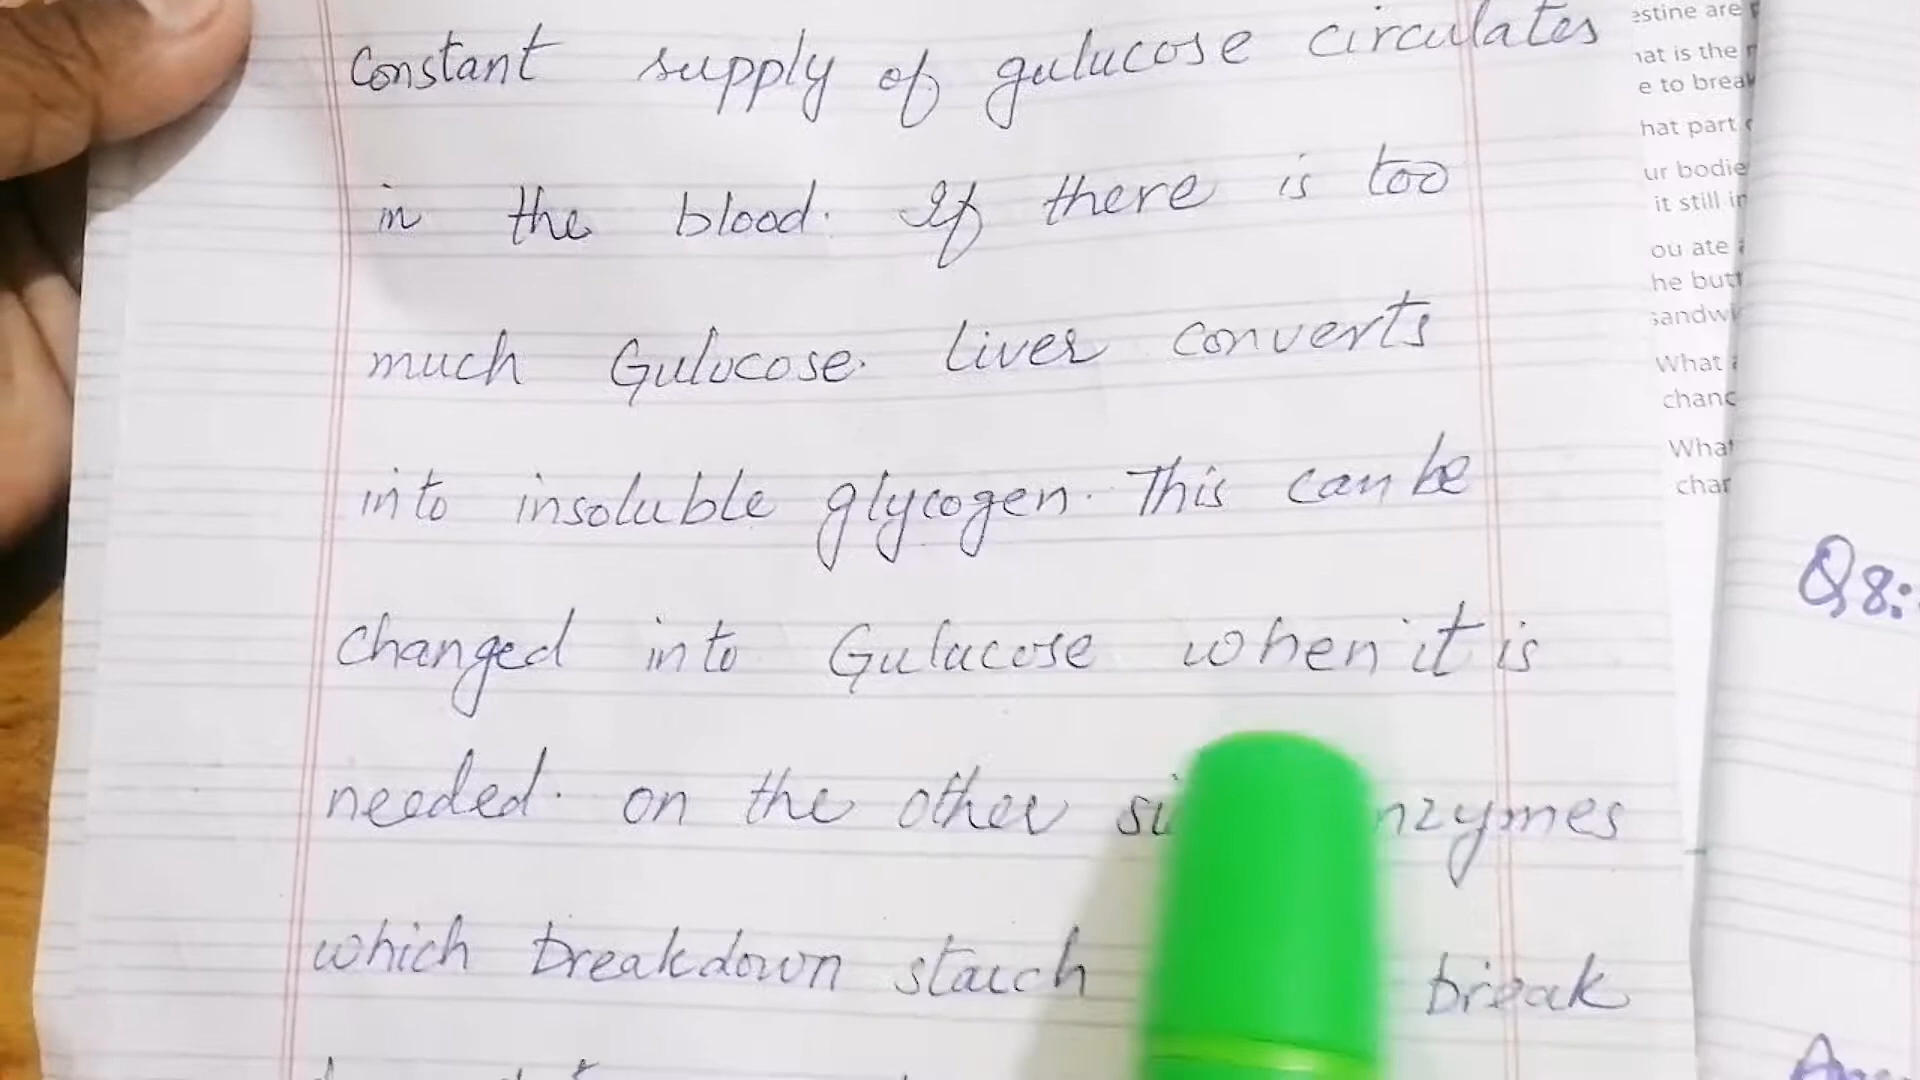 Constant supply of gulucose circulates
in the blood. If there is too
much Gulucose. Liver converts
into insoluble glycogen. This can be
changed into Gulucose when it is
needed. on the other
which breakdown starch break
estine are
hat is the
e to break
hat part
ur bodie
it still in
ou ate
he butt
sandwi
What
chang
What
char
Q8: